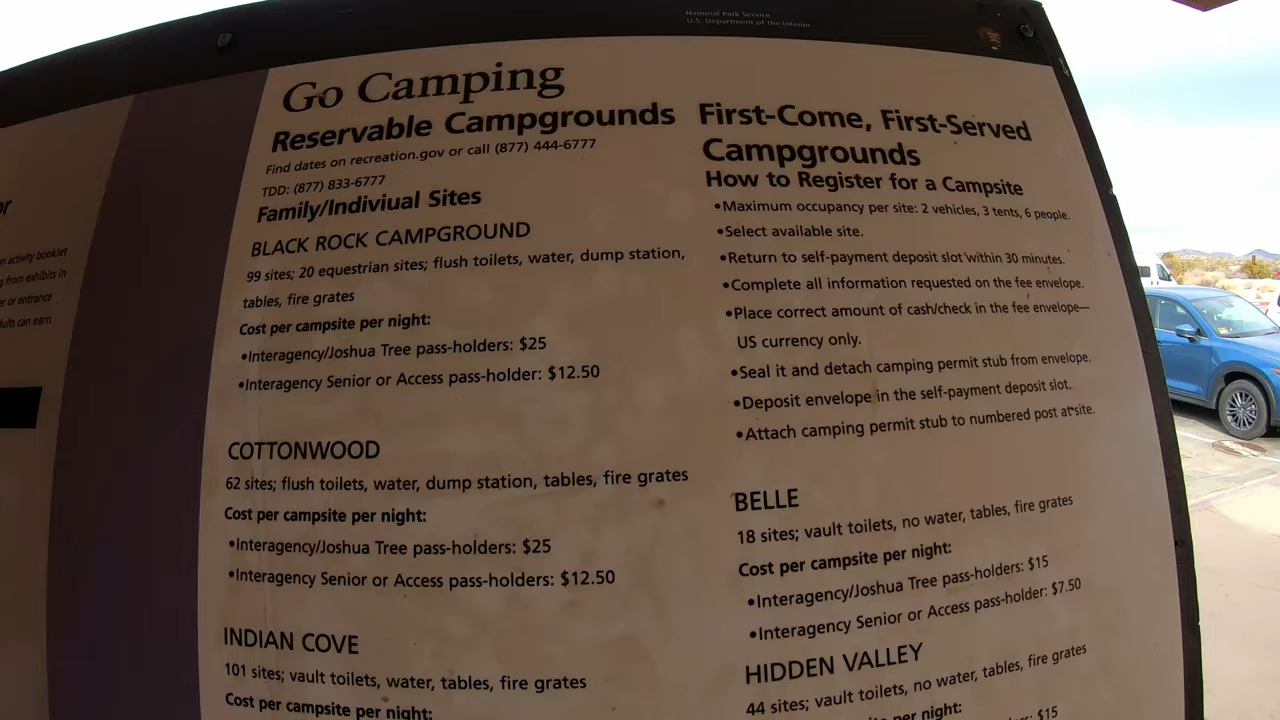 National Park Service
U.S. Department of the Interior
Go Camping
Reservable Campgrounds
Find dates on recreation.gov or call (877) 444-6777
TDD: (877) 833-6777
Family/Indiviual Sites
BLACK ROCK CAMPGROUND
99 sites; 20 equestrian sites; flush toilets, water, dump station,
tables, fire grates
Cost per campsite per night:
•Interagency/Joshua Tree pass-holders: $25
•Interagency Senior or Access pass-holder: $12.50
COTTONWOOD
62 sites; flush toilets, water, dump station, tables, fire grates
Cost per campsite per night:
•Interagency/Joshua Tree pass-holders: $25
•Interagency Senior or Access pass-holders: $12.50
INDIAN COVE
101 sites; vault toilets, water, tables, fire grates
Cost per campsite per night:
First-Come, First-Served
Campgrounds
How to Register for a Campsite
•Maximum occupancy per site: 2 vehicles, 3 tents, 6 people.
•Select available site.
•Return to self-payment deposit slot within 30 minutes.
•Complete all information requested on the fee envelope.
•Place correct amount of cash/check in the fee envelope—
US currency only.
•Seal it and detach camping permit stub from envelope.
•Deposit envelope in the self-payment deposit slot.
•Attach camping permit stub to numbered post at site.
BELLE
18 sites; vault toilets, no water, tables, fire grates
Cost per campsite per night:
•Interagency/Joshua Tree pass-holders: $15
•Interagency Senior or Access pass-holder: $7.50
HIDDEN VALLEY
44 sites; vault toilets, no water, tables, fire grates
per night:
$15
activity booklet
from exhibits in
or entrance
can earn